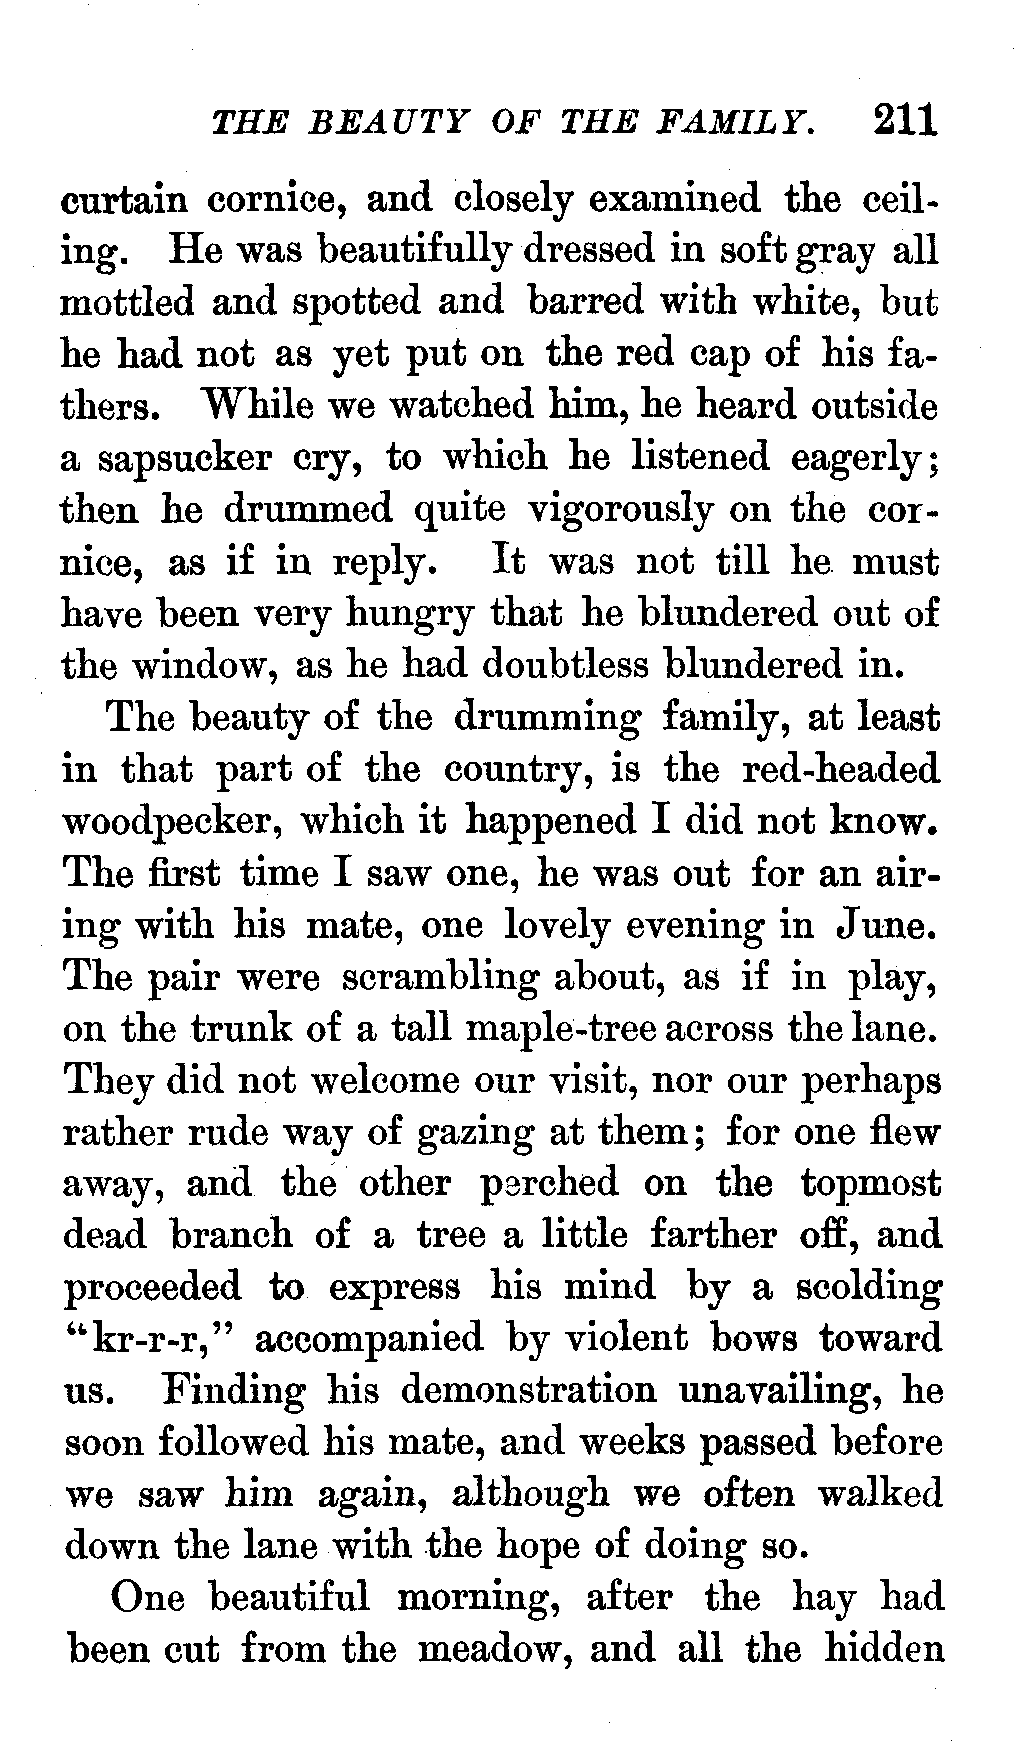 THE BEAUTY OF THE FAMILY. 211
curtain cornice, and closely examined the ceil-
ing. He was beautifully dressed in soft gray all
mottled and spotted and barred with white, but
he had not as yet put on the red cap of his fa-
thers. While we watched him, he heard outside
a sapsucker cry, to which he listened eagerly;
then he drummed quite vigorously on the cor-
nice, as if in reply. It was not till he must
have been very hungry that he blundered out of
the window, as he had doubtless blundered in.
The beauty of the drumming family, at least
in that part of the country, is the red-headed
woodpecker, which it happened I did not know.
The first time I saw one, he was out for an air-
ing with his mate, one lovely evening in June.
The pair were scrambling about, as if in play,
on the trunk of a tall maple-tree across the lane.
They did not welcome our visit, nor our perhaps
rather rude way of gazing at them; for one flew
away, and the other perched on the topmost
dead branch of a tree a little farther off, and
proceeded to express his mind by a scolding
“kr-r-r,” accompanied by violent bows toward
us. Finding his demonstration unavailing, he
soon followed his mate, and weeks passed before
we saw him again, although we often walked
down the lane with the hope of doing so.
One beautiful morning, after the hay had
been cut from the meadow, and all the hidden